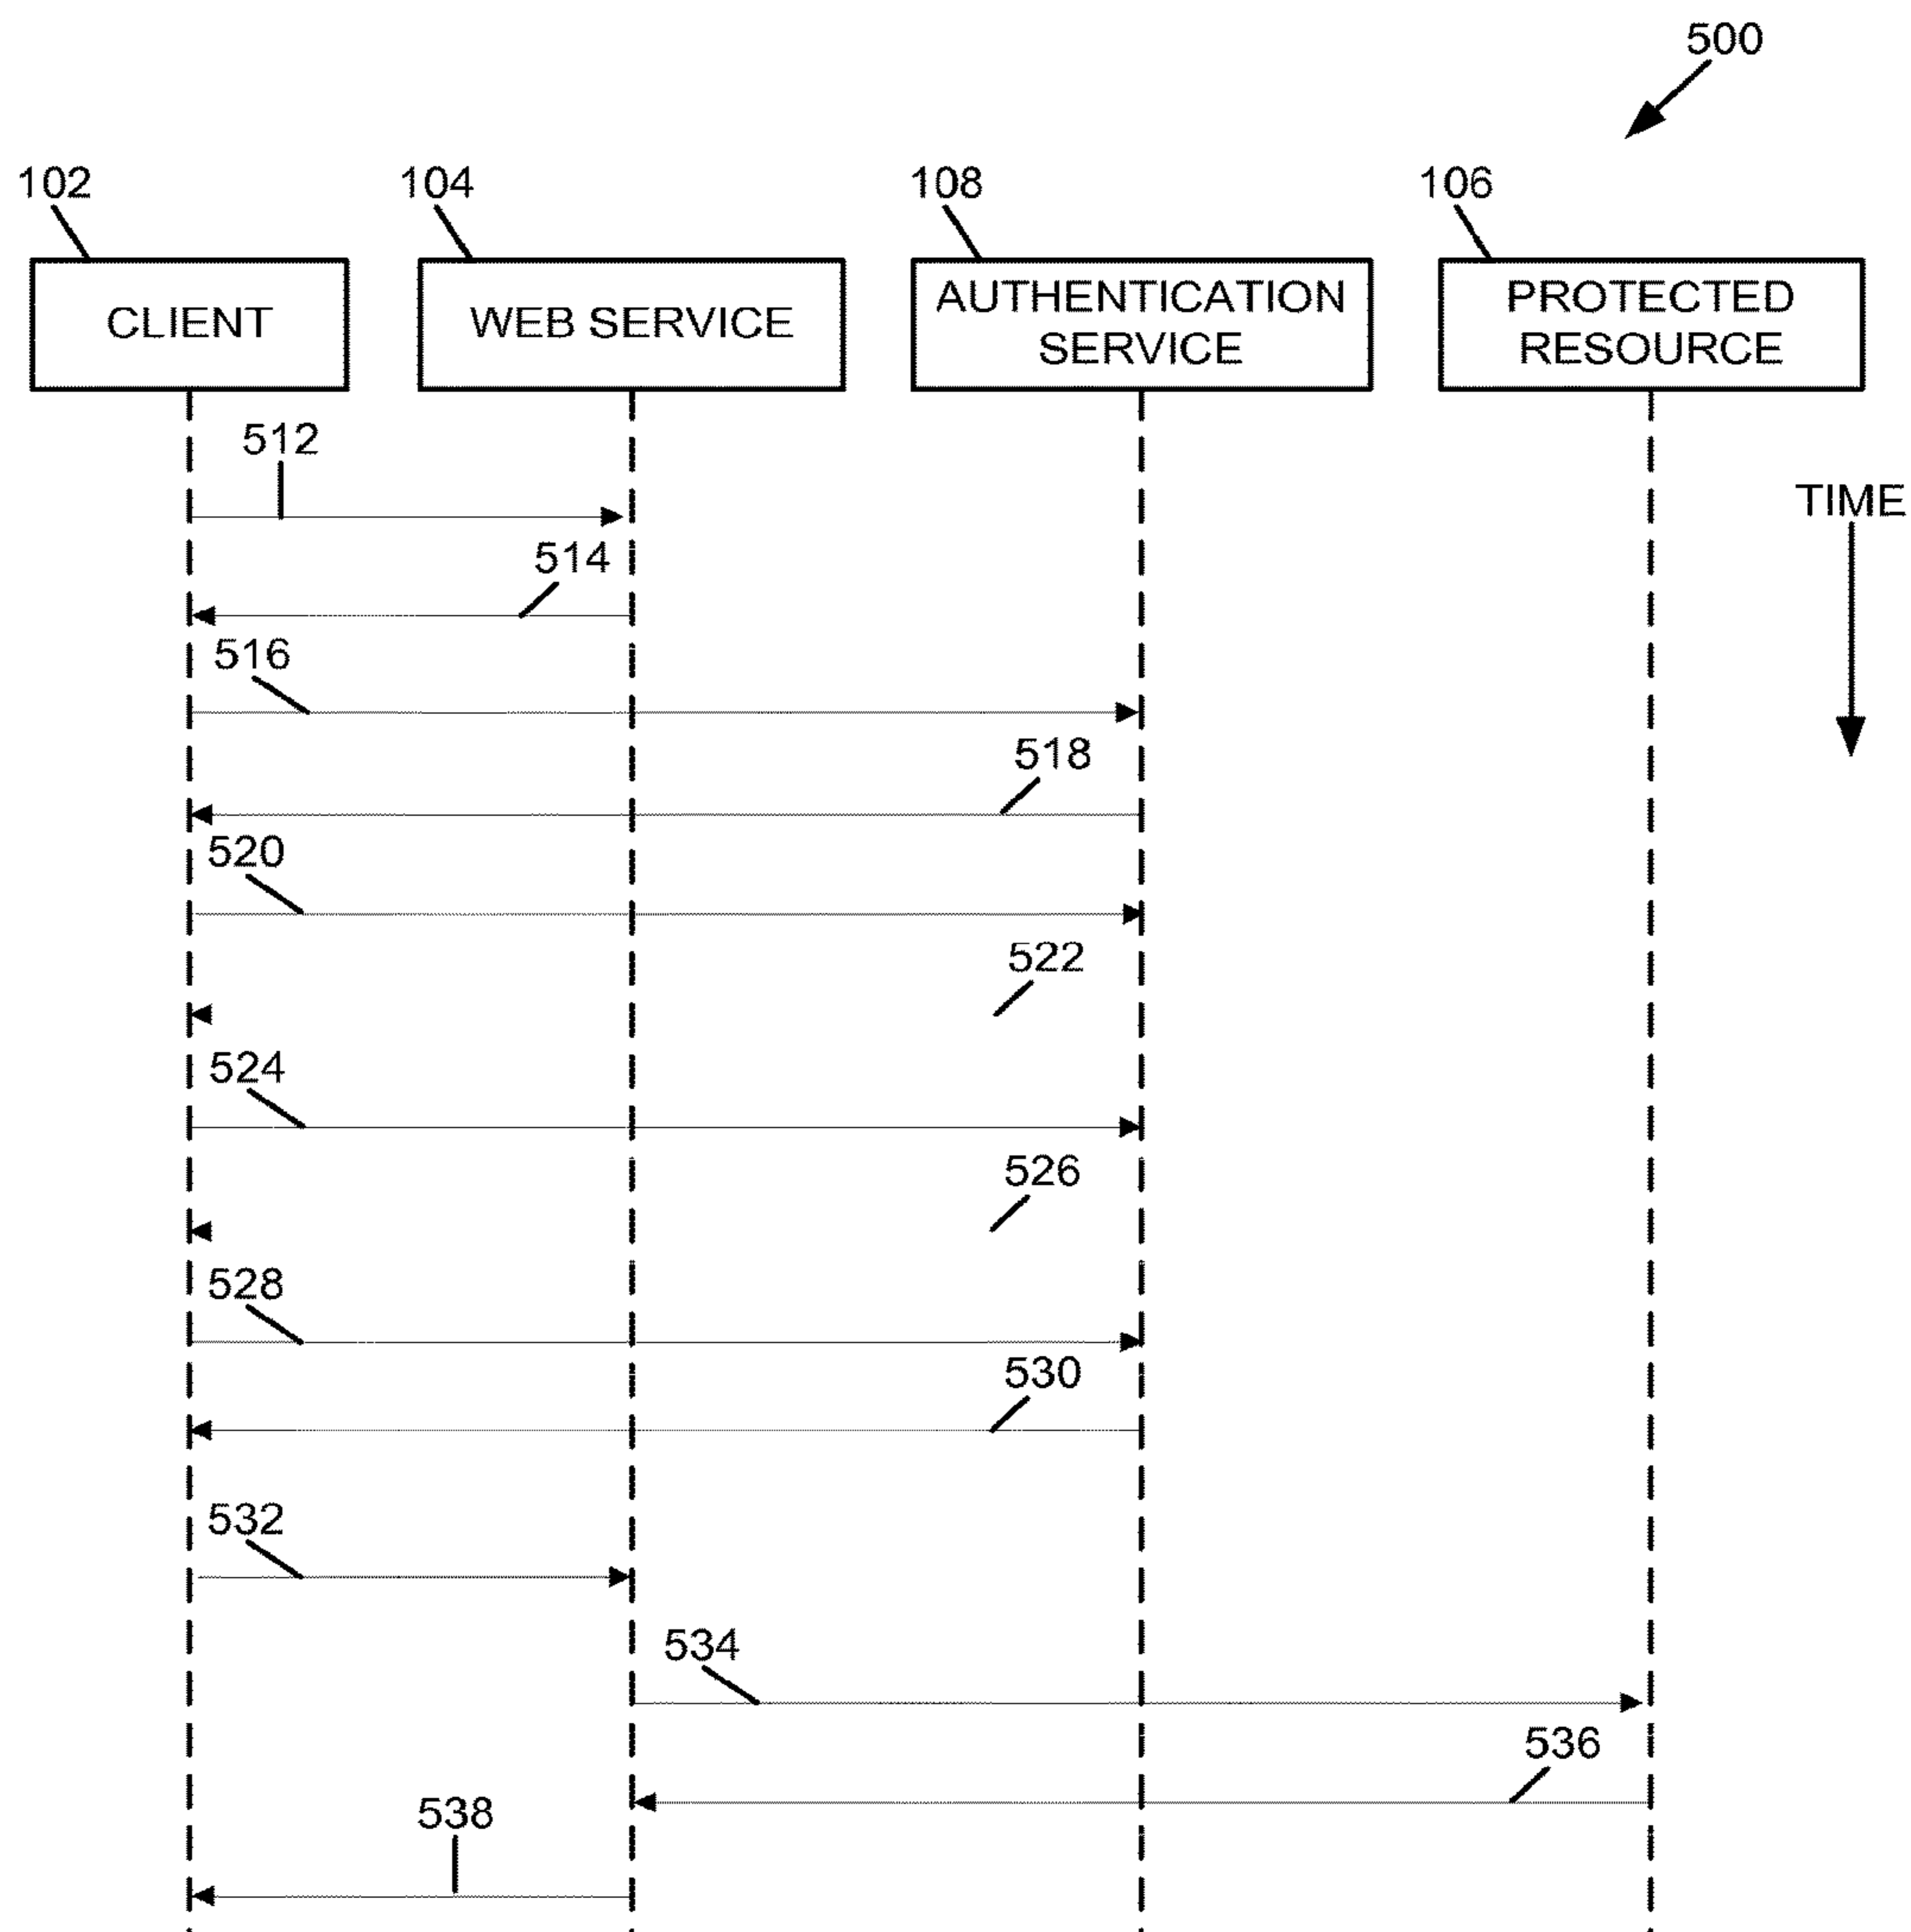 500
102
104
108
106
CLIENT
WEB SERVICE
AUTHENTICATION
SERVICE
PROTECTED
RESOURCE
512
TIME
514
516
518
520
522
524
526
528
530
532
534
536
538